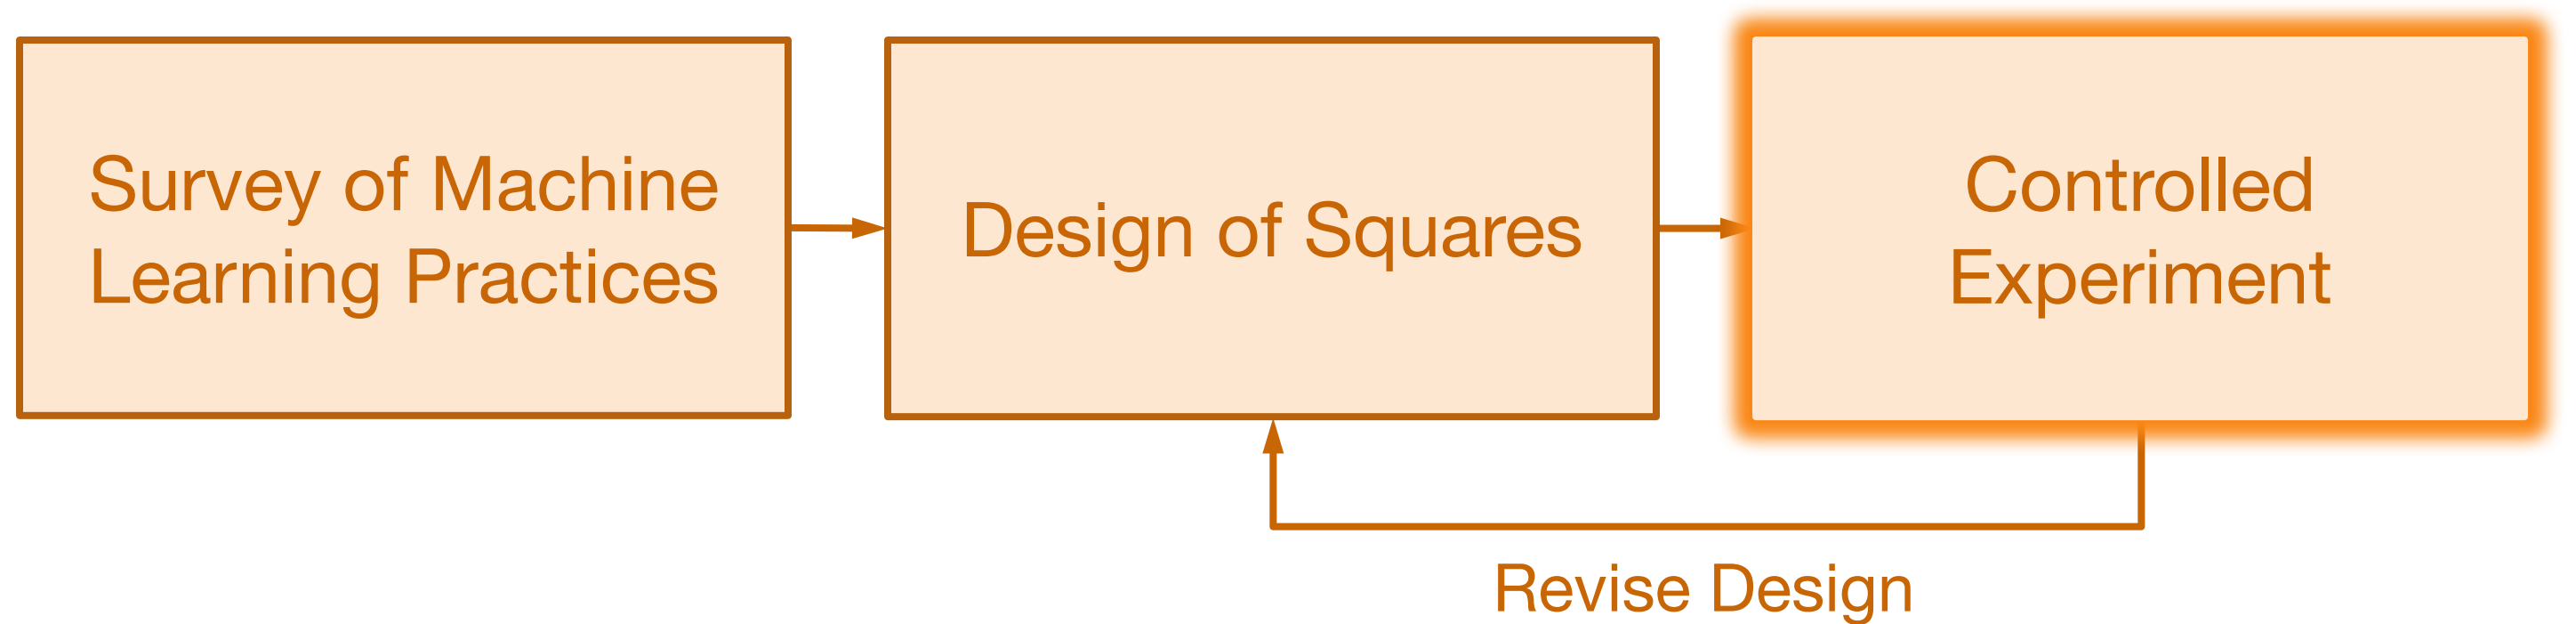 Survey of Machine
Learning Practices
Design of Squares
Controlled
Experiment
Revise Design